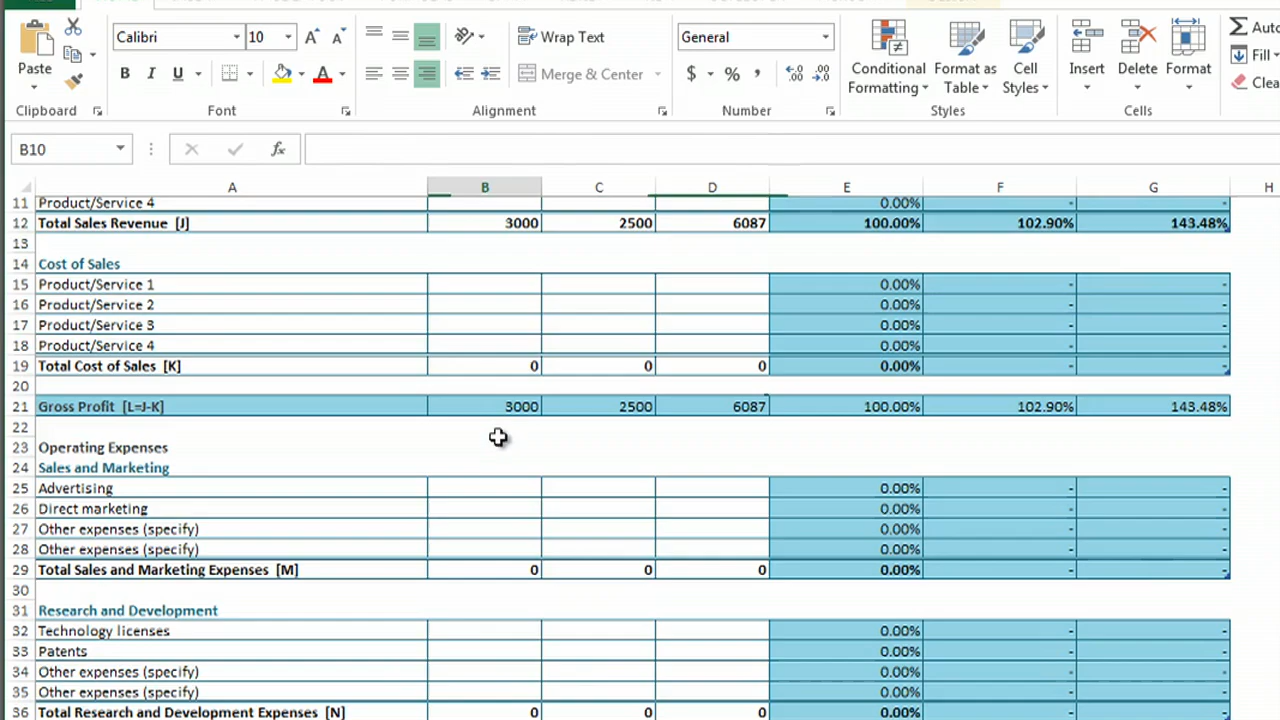 Calibri 10 Wrap Text General Auto
Paste B I U Merge & Center $ % , Conditional Formatting Format as Table Cell Styles Insert Delete Format Fill
Clea
Clipboard Font Alignment Number Styles Cells
B10 fx
A B C D E F G H
11 Product/Service 4 0.00% - -
12 Total Sales Revenue [J] 3000 2500 6087 100.00% 102.90% 143.48%
13
14 Cost of Sales
15 Product/Service 1 0.00% - -
16 Product/Service 2 0.00% - -
17 Product/Service 3 0.00% - -
18 Product/Service 4 0.00% - -
19 Total Cost of Sales [K] 0 0 0 0.00% - -
20
21 Gross Profit [L=J-K] 3000 2500 6087 100.00% 102.90% 143.48%
22
23 Operating Expenses
24 Sales and Marketing
25 Advertising 0.00% - -
26 Direct marketing 0.00% - -
27 Other expenses (specify) 0.00% - -
28 Other expenses (specify) 0.00% - -
29 Total Sales and Marketing Expenses [M] 0 0 0 0.00% - -
30
31 Research and Development
32 Technology licenses 0.00% - -
33 Patents 0.00% - -
34 Other expenses (specify) 0.00% - -
35 Other expenses (specify) 0.00% - -
36 Total Research and Development Expenses [N] 0 0 0 0.00% - -